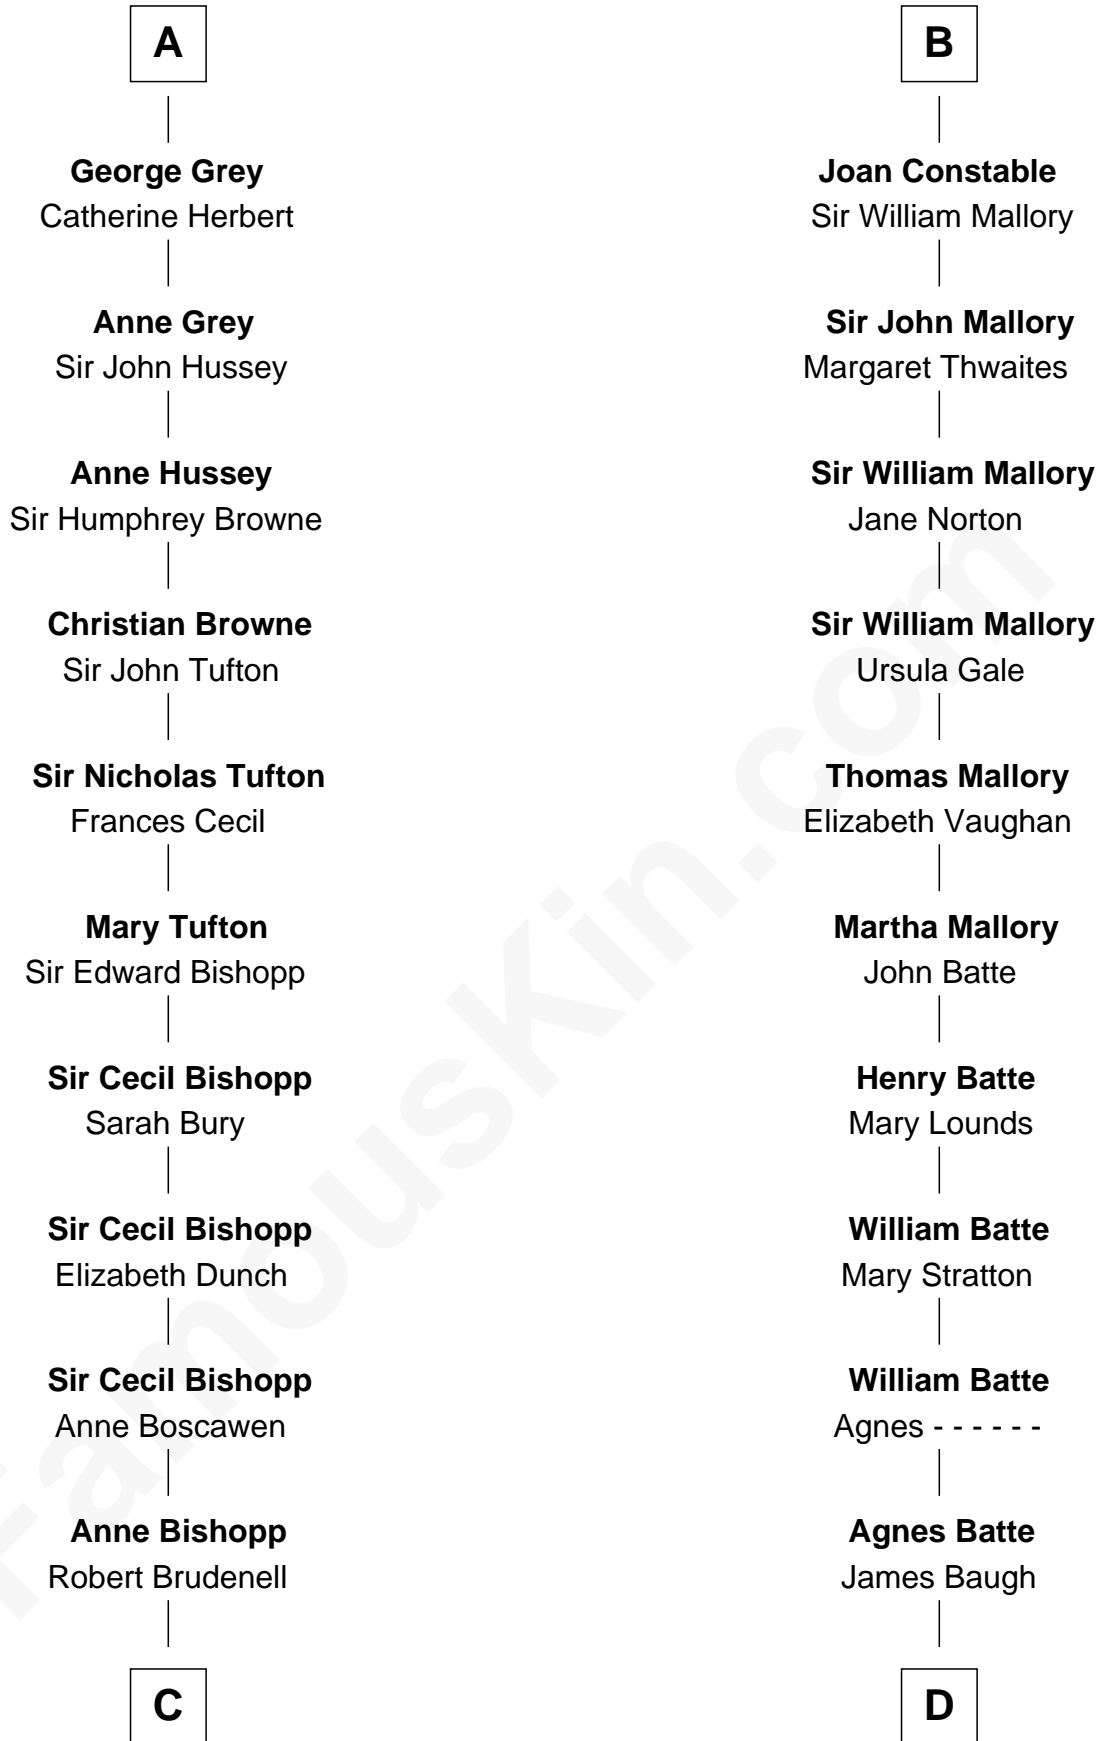 A
George Grey
Catherine Herbert
Anne Grey
Sir John Hussey
Anne Hussey
Sir Humphrey Browne
Christian Browne
Sir John Tufton
Sir Nicholas Tufton
Frances Cecil
Mary Tufton
Sir Edward Bishopp
Sir Cecil Bishopp
Sarah Bury
Sir Cecil Bishopp
Elizabeth Dunch
Sir Cecil Bishopp
Anne Boscawen
Anne Bishopp
Robert Brudenell
C
B
Joan Constable
Sir William Mallory
Sir John Mallory
Margaret Thwaites
Sir William Mallory
Jane Norton
Sir William Mallory
Ursula Gale
Thomas Mallory
Elizabeth Vaughan
Martha Mallory
John Batte
Henry Batte
Mary Lounds
William Batte
Mary Stratton
William Batte
Agnes - - - - - -
Agnes Batte
James Baugh
D
FamousKin.com